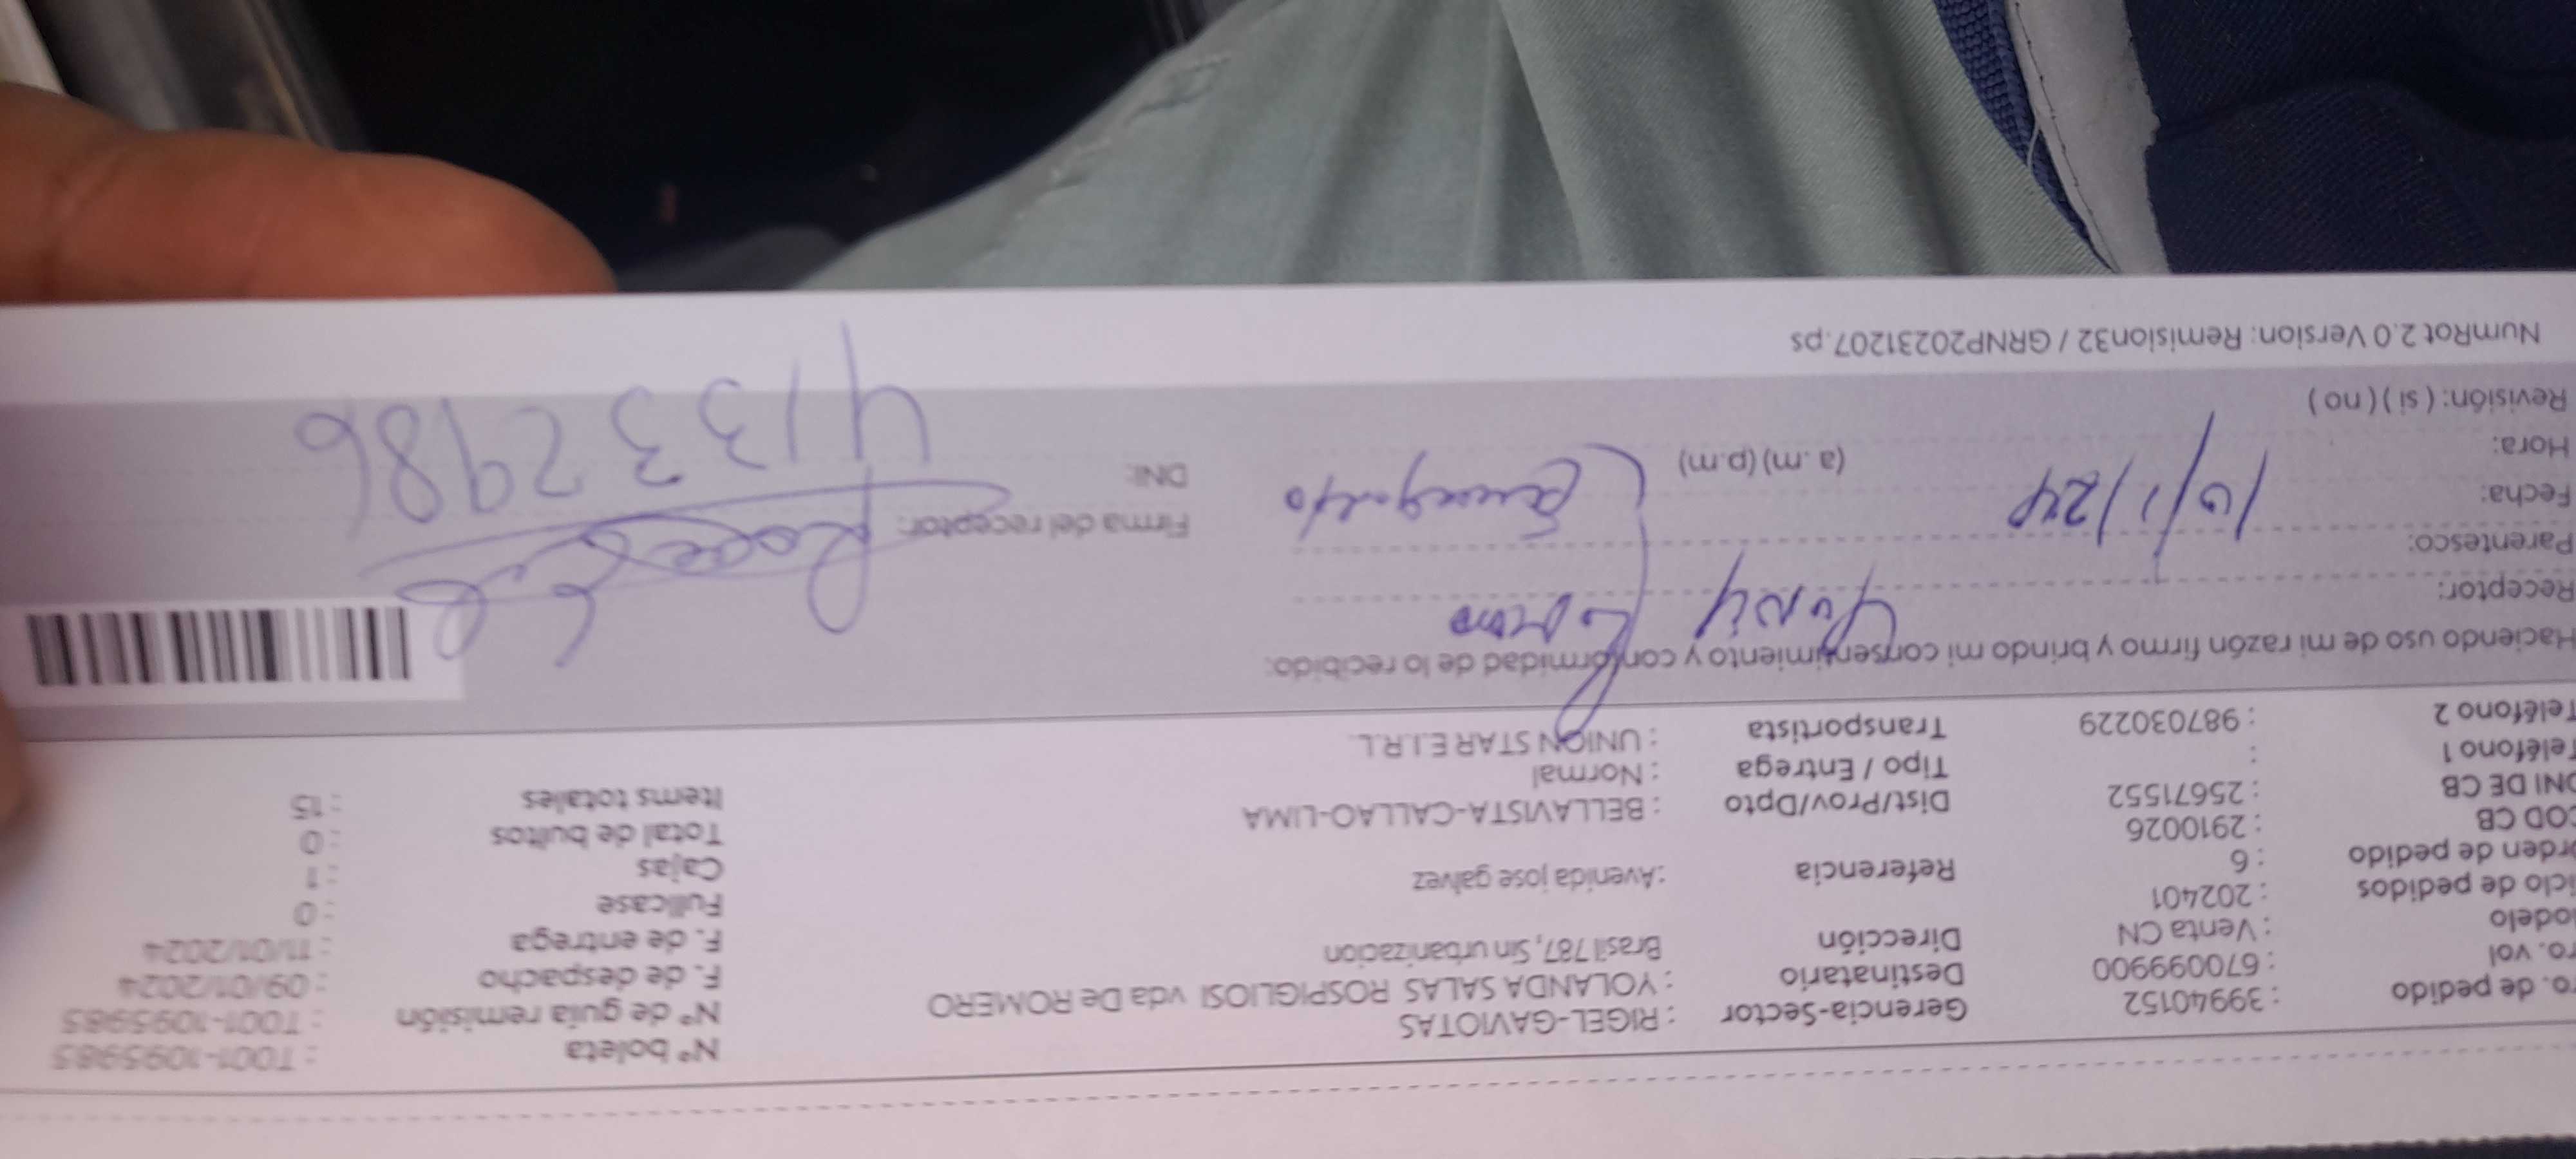 ro. de pedido : 39940152 Gerencia-Sector : RIGEL-GAVIOTAS N° boleta : T001-1095985
ro. vol : 670099900 Destinatario : YOLANDA SALAS ROSPIGLIOSI vda De ROMERO N° de guía remisión : T001-1095985
odelo : Venta CN Dirección Brasil 787, Sin urbanizacion F. de despacho : 09/01/2024
iclo de pedidos : 202401 F. de entrega : 11/01/2024
Orden de pedido : 6 Referencia : Avenida jose galvez Fullcase : 0
COD CB : 2910026 Cajas : 1
DNI DE CB : 25671552 Dist/Prov/Dpto : BELLAVISTA-CALLAO-LIMA Total de bultos : 0
Teléfono 1 : Tipo / Entrega : Normal Items totales : 15
Teléfono 2 : 987030229 Transportista : UNION STAR E.I.R.L.
Haciendo uso de mi razón firmo y brindo mi consentimiento y conformidad de lo recibido:
Receptor: Romero
Parentesco:
Fecha: 10/1/24 Firma del receptor:
Hora: (a.m) (p.m) DNI: 41332986
Revisión: ( si ) ( no )
NumRot 2.0 Version: Remision32 / GRNP20231207.ps